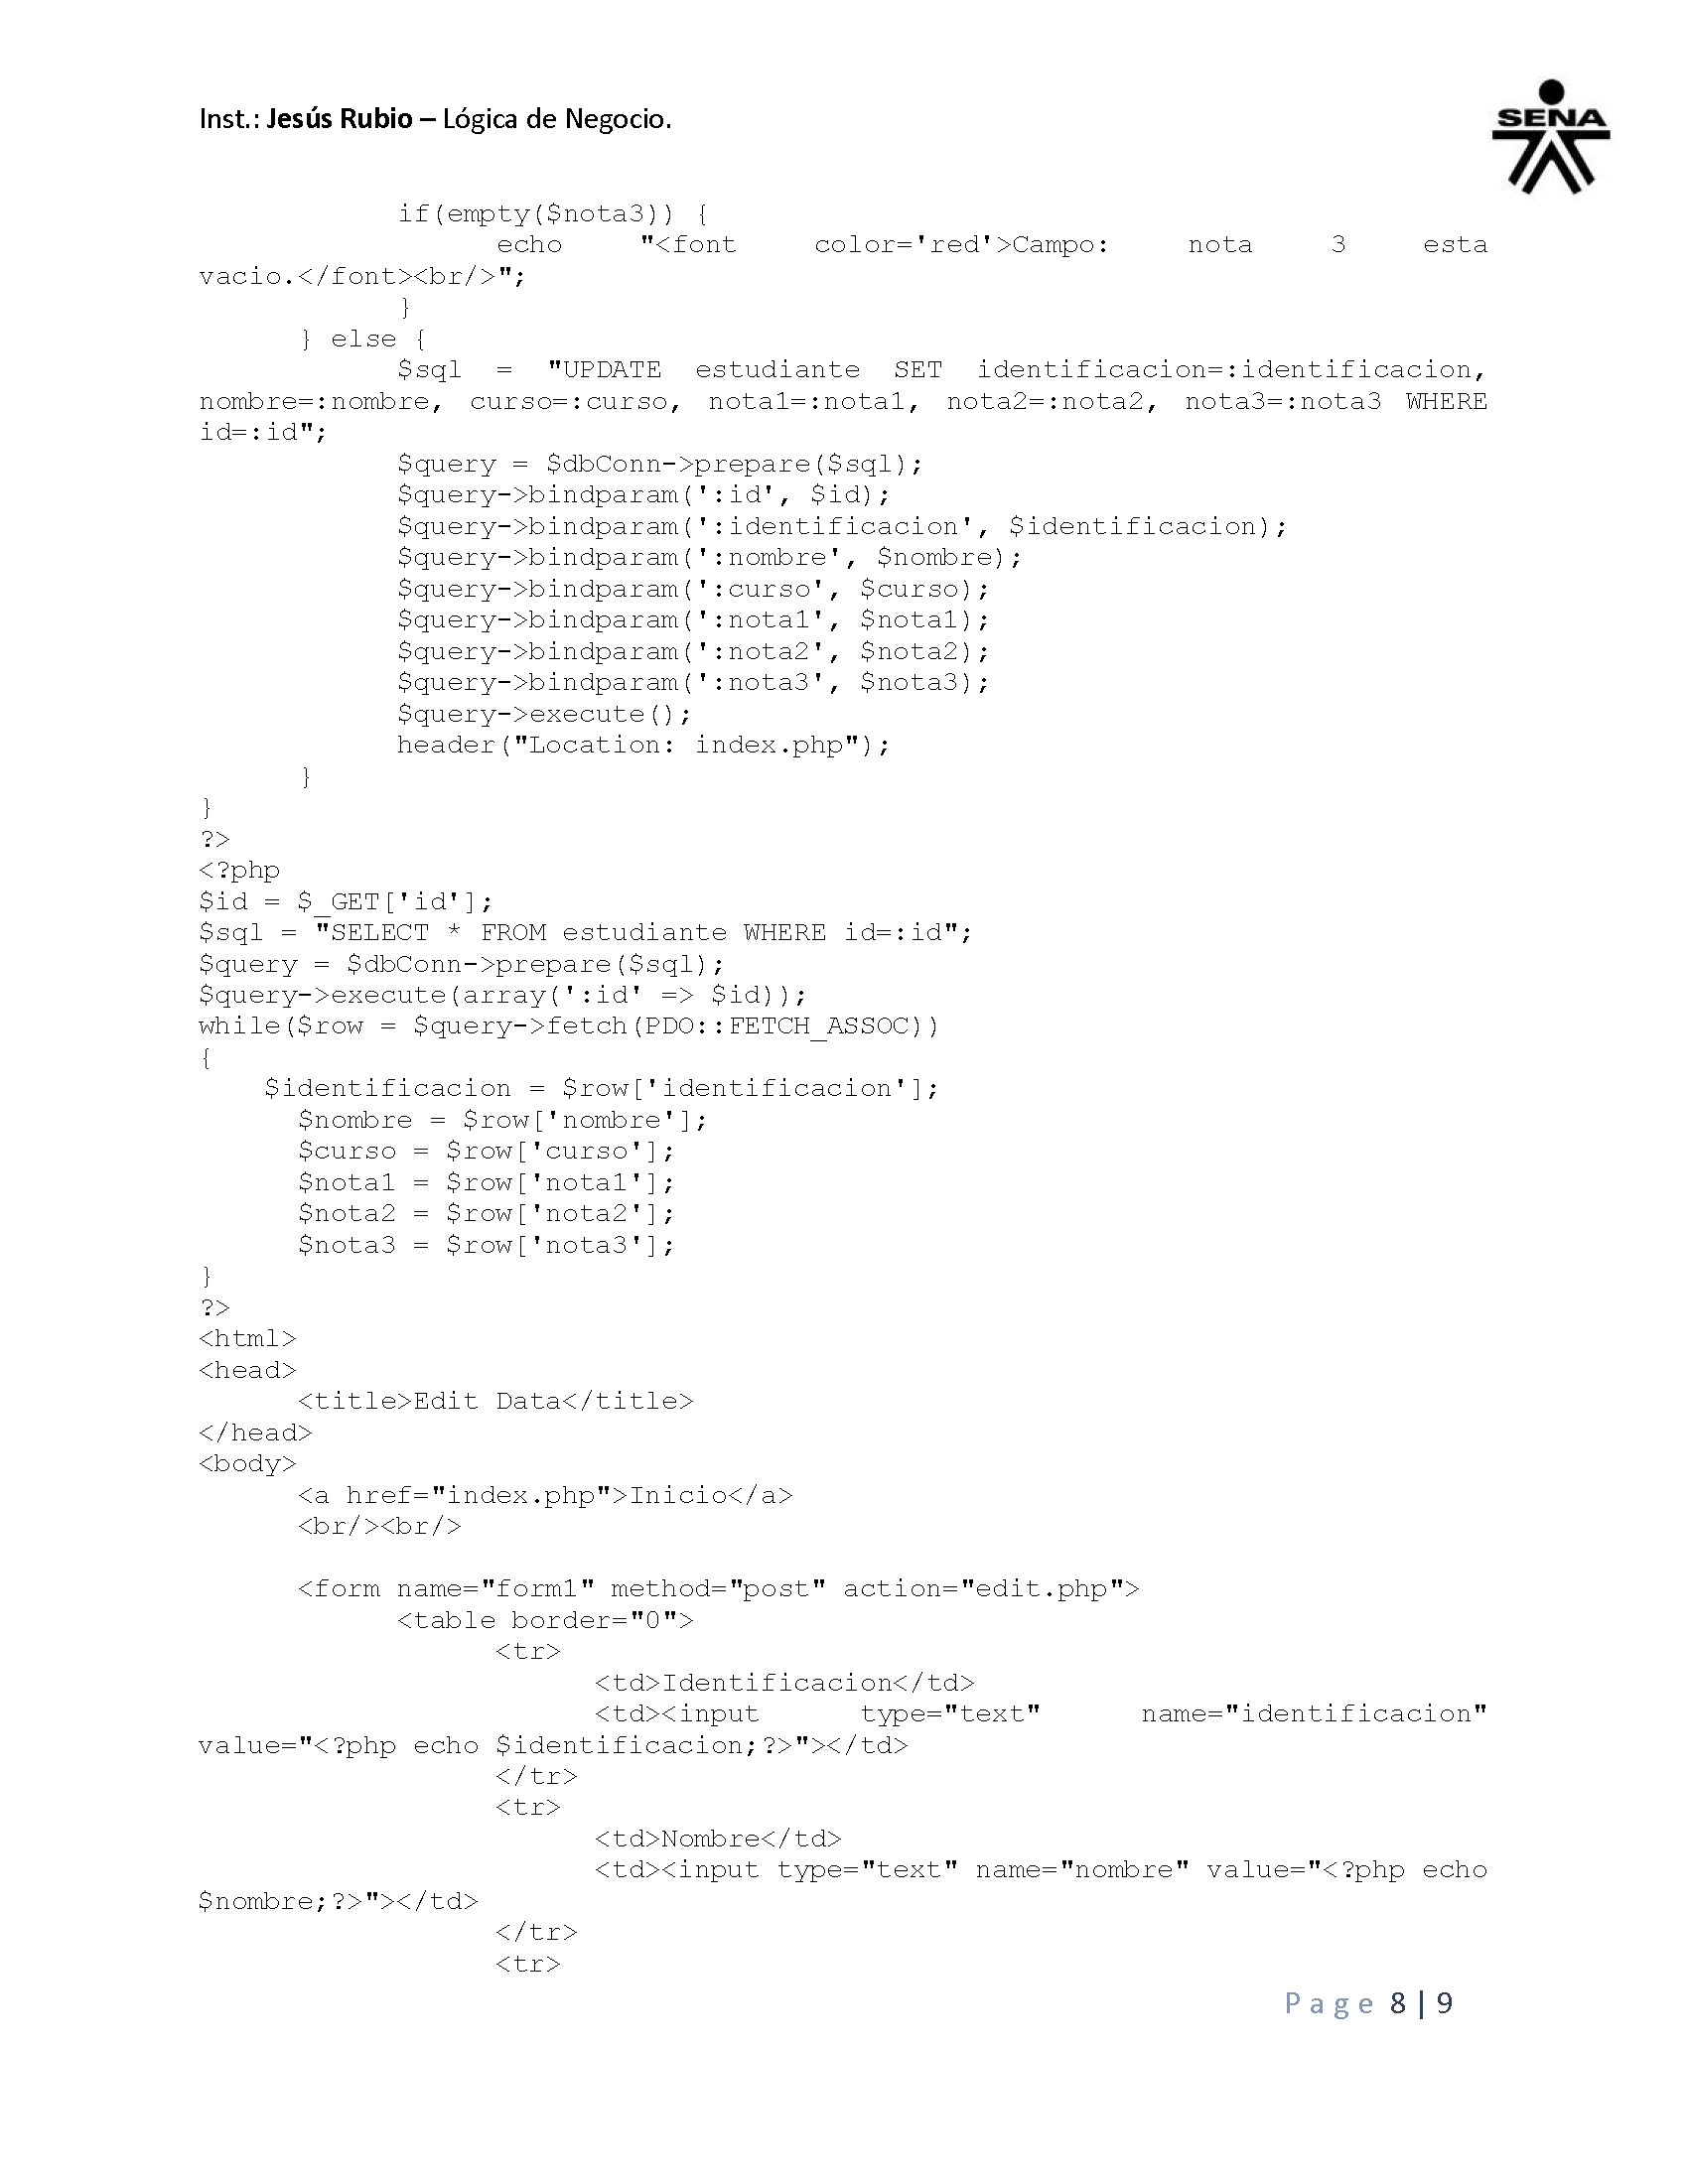 Inst.: Jesús Rubio – Lógica de Negocio.
SENA
if(empty($nota3)) {
echo "<font color='red'>Campo: nota 3 esta
vacio.</font><br/>";
}
} else {
$sql = "UPDATE estudiante SET identificacion=:identificacion,
nombre=:nombre, curso=:curso, nota1=:nota1, nota2=:nota2, nota3=:nota3 WHERE
id=:id";
$query = $dbConn->prepare($sql);
$query->bindparam(':id', $id);
$query->bindparam(':identificacion', $identificacion);
$query->bindparam(':nombre', $nombre);
$query->bindparam(':curso', $curso);
$query->bindparam(':nota1', $nota1);
$query->bindparam(':nota2', $nota2);
$query->bindparam(':nota3', $nota3);
$query->execute();
header("Location: index.php");
}
}
?>
<?php
$id = $_GET['id'];
$sql = "SELECT * FROM estudiante WHERE id=:id";
$query = $dbConn->prepare($sql);
$query->execute(array(':id' => $id));
while($row = $query->fetch(PDO::FETCH_ASSOC))
{
$identificacion = $row['identificacion'];
$nombre = $row['nombre'];
$curso = $row['curso'];
$nota1 = $row['nota1'];
$nota2 = $row['nota2'];
$nota3 = $row['nota3'];
}
?>
<html>
<head>
<title>Edit Data</title>
</head>
<body>
<a href="index.php">Inicio</a>
<br/><br/>
<form name="form1" method="post" action="edit.php">
<table border="0">
<tr>
<td>Identificacion</td>
<td><input type="text" name="identificacion"
value="<?php echo $identificacion;?>"></td>
</tr>
<tr>
<td>Nombre</td>
<td><input type="text" name="nombre" value="<?php echo
$nombre;?>"></td>
</tr>
<tr>
Page 8 | 9